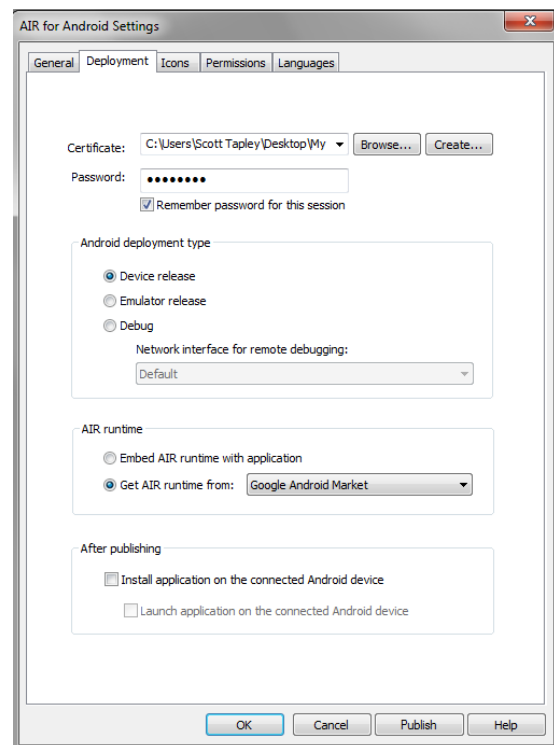 AIR for Android Settings
General Deployment Icons Permissions Languages
Certificate: C:\Users\Scott Tapley\Desktop\My Browse... Create...
Password: ••••••••
Remember password for this session
Android deployment type
Device release
Emulator release
Debug
Network interface for remote debugging:
Default
AIR runtime
Embed AIR runtime with application
Get AIR runtime from: Google Android Market
After publishing
Install application on the connected Android device
Launch application on the connected Android device
OK Cancel Publish Help